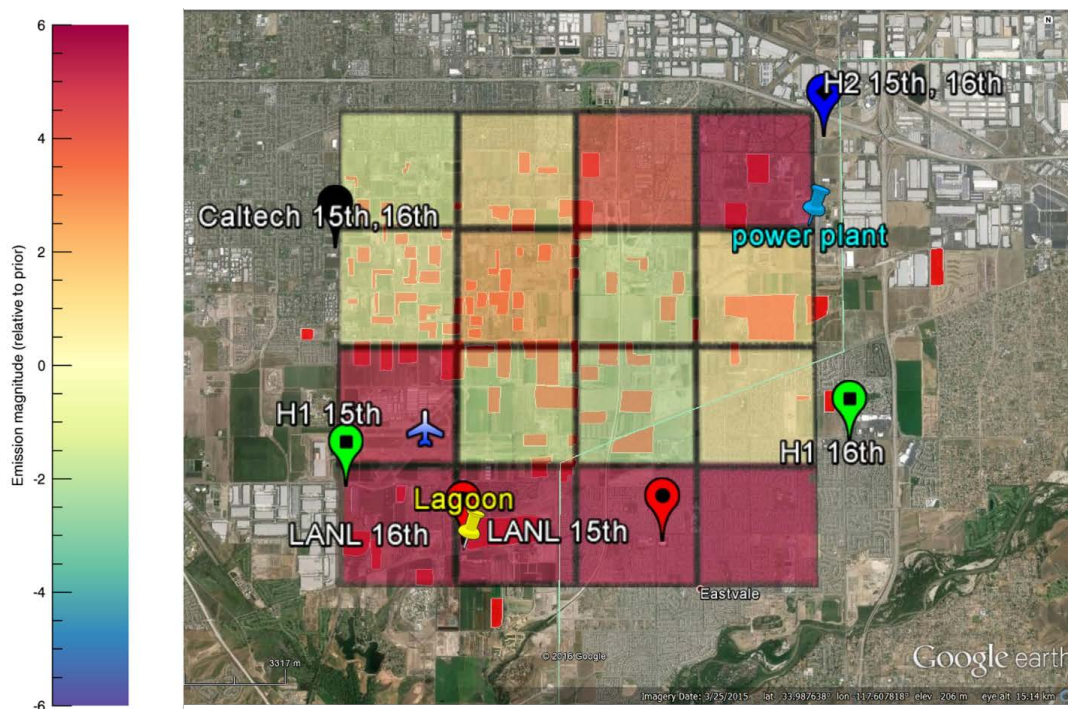 6
4
2
0
-2
-4
-6
Emission magnitude (relative to prior)
N
H2 15th, 16th
Caltech 15th,16th
power plant
H1 15th
H1 16th
Lagoon
LANL 16th
LANL 15th
Eastvale
© 2016 Google
3317 m
Google earth
Imagery Date: 3/25/2015 lat 33.987638° lon -117.607818° elev 206 m eye alt 15.14 km